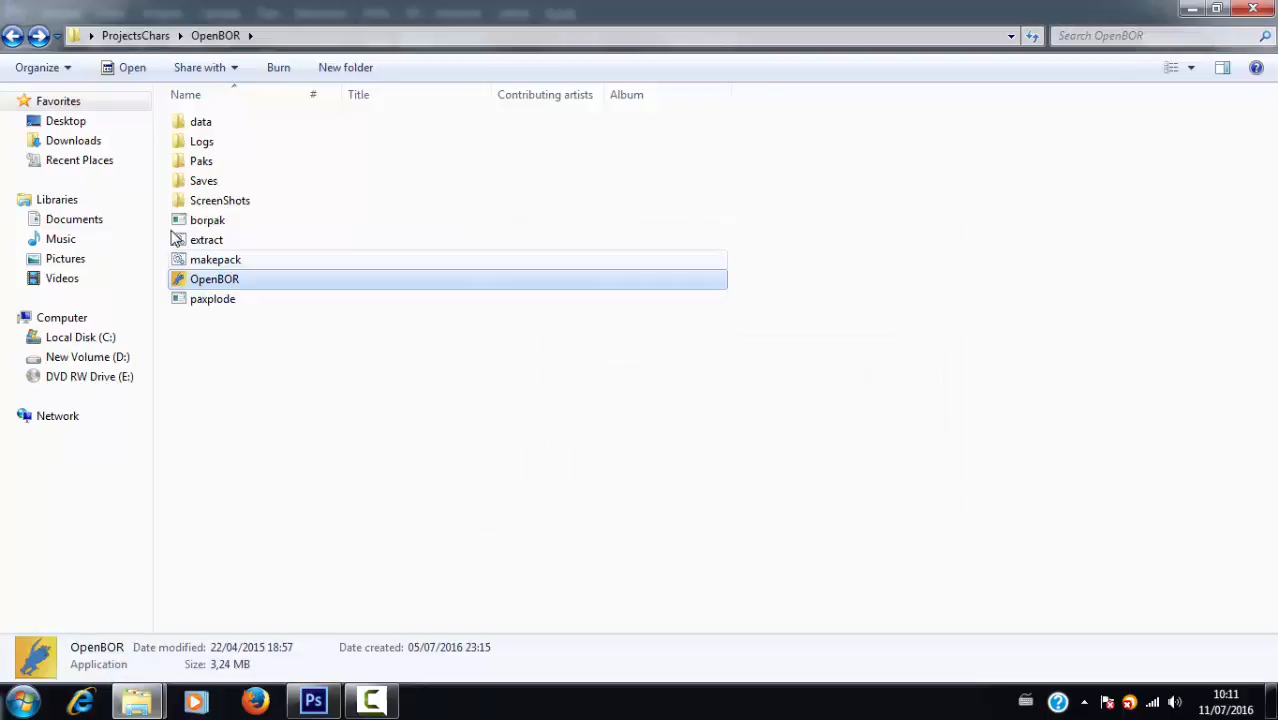 ProjectsChars
OpenBOR
Search OpenBOR
Organize
Open
Share with
Burn
New folder
Name
#
Title
Contributing artists
Album
Favorites
Desktop
Downloads
Recent Places
Libraries
Documents
Music
Pictures
Videos
Computer
Local Disk (C:)
New Volume (D:)
DVD RW Drive (E:)
Network
data
Logs
Paks
Saves
ScreenShots
borpak
extract
makepack
OpenBOR
paxplode
OpenBOR Date modified: 22/04/2015 18:57 Date created: 05/07/2016 23:15
Application Size: 3,24 MB
Ps
10:11
11/07/2016